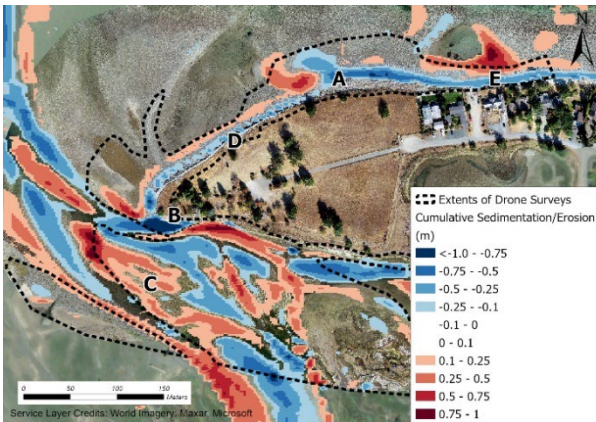 N
A
E
D
B
C
Extents of Drone Surveys
Cumulative Sedimentation/Erosion
(m)
<-1.0 - -0.75
-0.75 - -0.5
-0.5 - -0.25
-0.25 - -0.1
-0.1 - 0
0 - 0.1
0.1 - 0.25
0.25 - 0.5
0.5 - 0.75
0.75 - 1
0 50 100 150
Meters
Service Layer Credits: World Imagery: Maxar, Microsoft